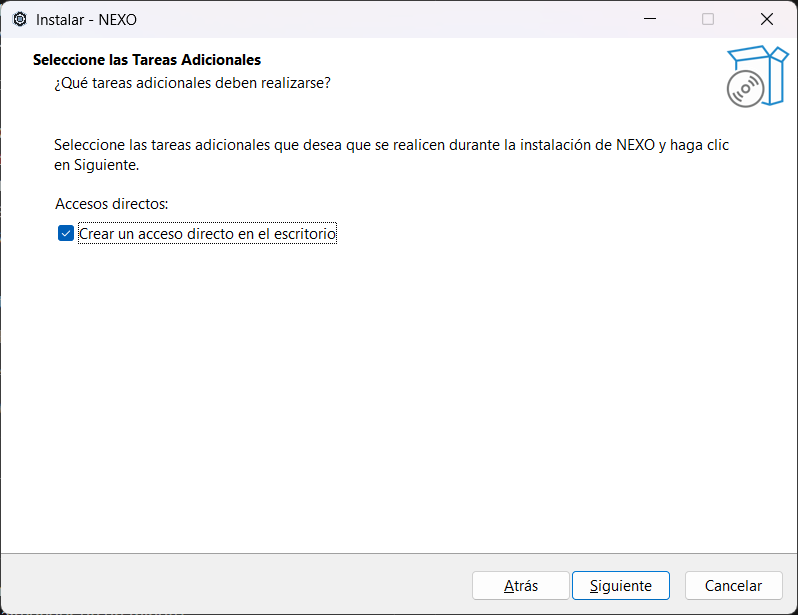 Instalar - NEXO
Seleccione las Tareas Adicionales
¿Qué tareas adicionales deben realizarse?
Seleccione las tareas adicionales que desea que se realicen durante la instalación de NEXO y haga clic
en Siguiente.
Accesos directos:
Crear un acceso directo en el escritorio
Atrás
Siguiente
Cancelar